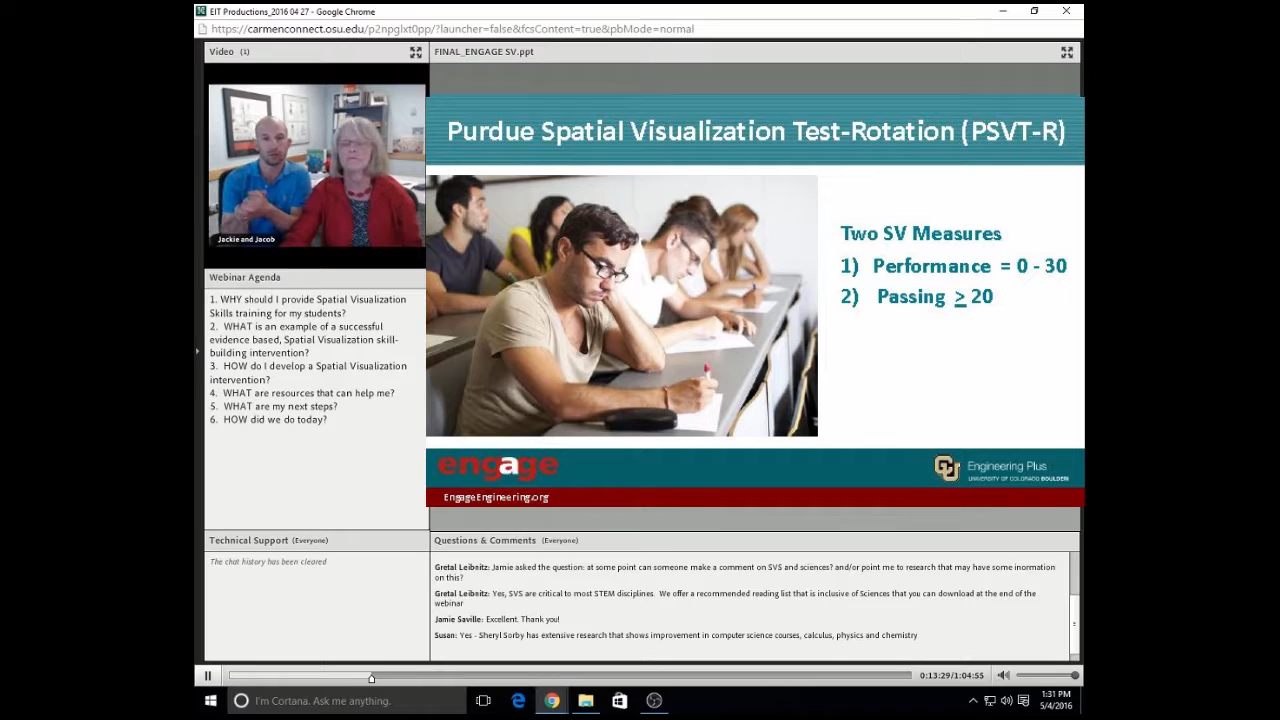 EIT Productions_2016 04 27 - Google Chrome
https://carmenconnect.osu.edu/p2npglxt0pp/?launcher=false&fcsContent=true&pbMode=normal
Video (1)
FINAL_ENGAGE SV.ppt
Jackie and Jacob
Purdue Spatial Visualization Test-Rotation (PSVT-R)
Two SV Measures
1) Performance = 0 - 30
2) Passing ≥ 20
engage
Engineering Plus
UNIVERSITY OF COLORADO BOULDER
EngageEngineering.org
Webinar Agenda
1. WHY should I provide Spatial Visualization
Skills training for my students?
2. WHAT is an example of a successful
evidence based, Spatial Visualization skill-
building intervention?
3. HOW do I develop a Spatial Visualization
intervention?
4. WHAT are resources that can help me?
5. WHAT are my next steps?
6. HOW did we do today?
Technical Support (Everyone)
The chat history has been cleared
Questions & Comments (Everyone)
Gretal Leibnitz: Jamie asked the question: at some point can someone make a comment on SVS and sciences? and/or point me to research that may have some inormation
on this?
Gretal Leibnitz: Yes, SVS are critical to most STEM disciplines. We offer a recommended reading list that is inclusive of Sciences that you can download at the end of the
webinar
Jamie Saville: Excellent. Thank you!
Susan: Yes - Sheryl Sorby has extensive research that shows improvement in computer science courses, calculus, physics and chemistry
0:13:29/1:04:55
I'm Cortana. Ask me anything.
1:31 PM
5/4/2016